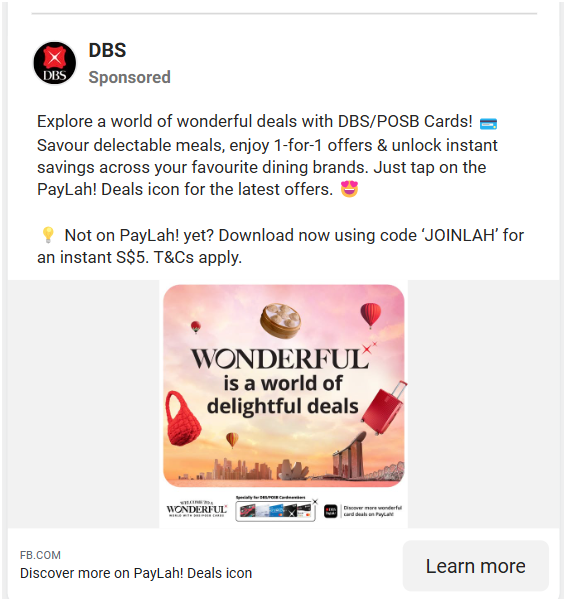 DBS
DBS
Sponsored
Explore a world of wonderful deals with DBS/POSB Cards! 💳
Savour delectable meals, enjoy 1-for-1 offers & unlock instant
savings across your favourite dining brands. Just tap on the
PayLah! Deals icon for the latest offers. 😍
💡 Not on PayLah! yet? Download now using code ‘JOINLAH’ for
an instant S$5. T&Cs apply.
WONDERFUL
is a world of
delightful deals
WELCOME TO A
WONDERFUL
WORLD WITH DBS/POSB CARDS
Specially for DBS/POSB Cardmembers
Discover more wonderful
card deals on PayLah!
FB.COM
Discover more on PayLah! Deals icon
Learn more